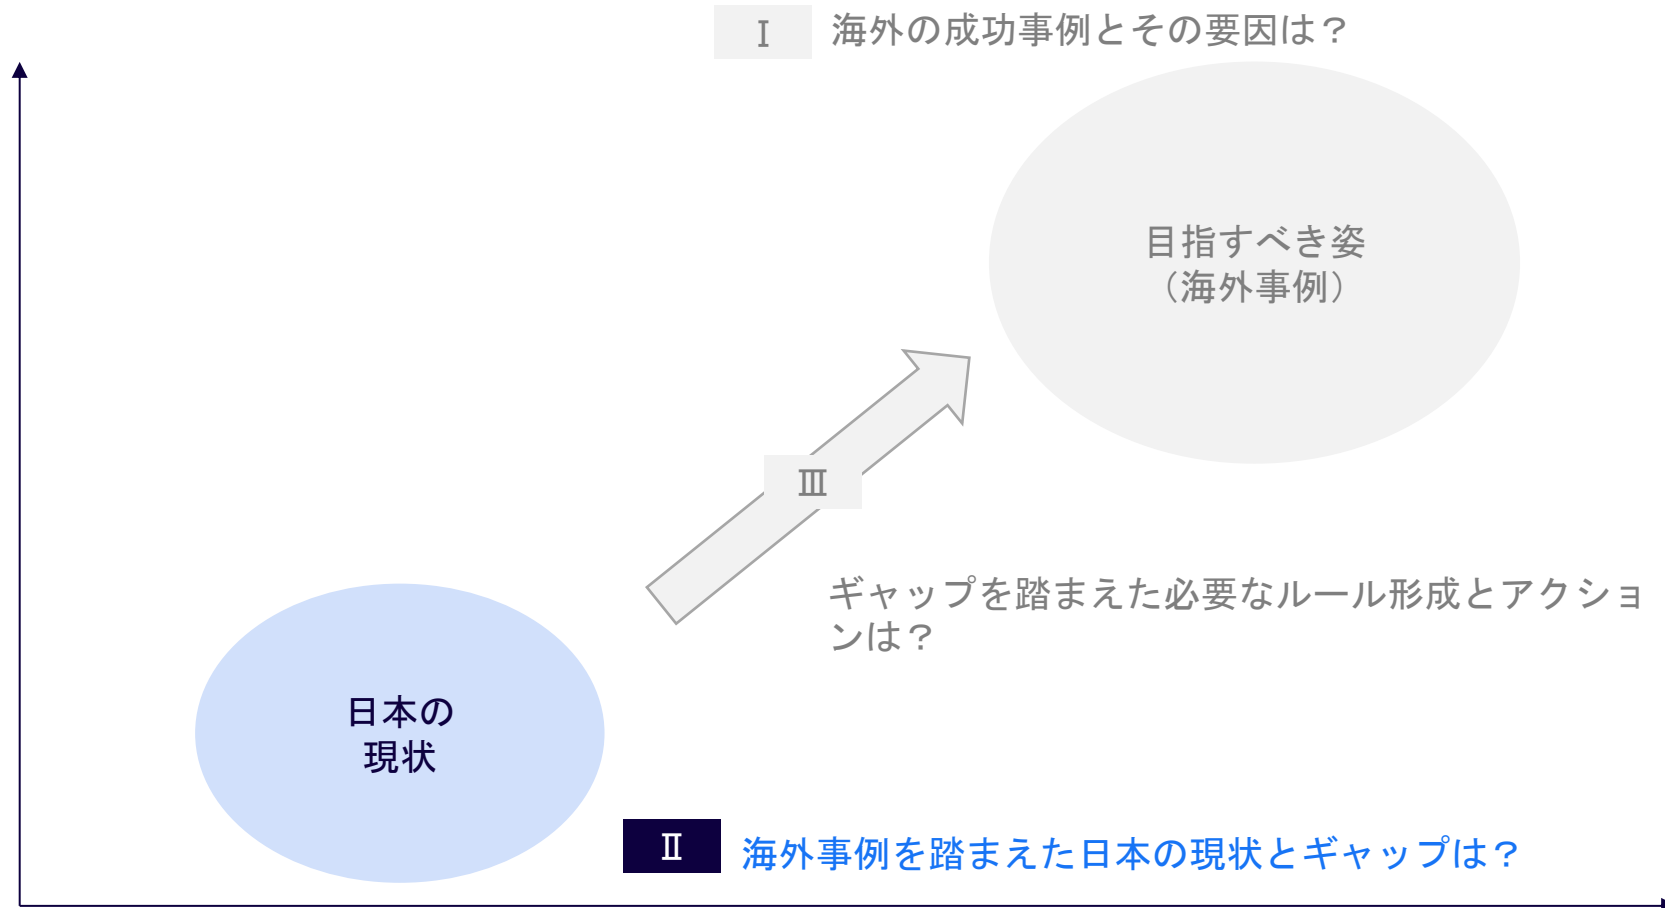 Ⅰ 海外の成功事例とその要因は？
目指すべき姿
（海外事例）
Ⅲ
ギャップを踏まえた必要なルール形成とアクショ
ンは？
日本の
現状
Ⅱ 海外事例を踏まえた日本の現状とギャップは？